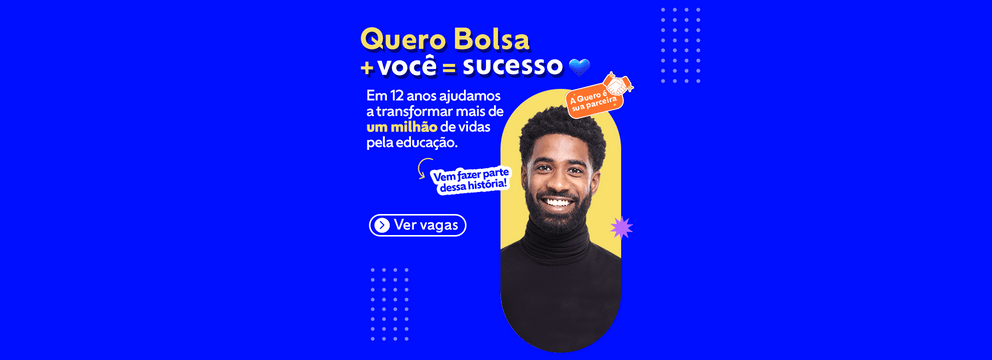 Quero Bolsa
+ você = sucesso
Em 12 anos ajudamos
a transformar mais de
um milhão de vidas
pela educação.
A Quero é
sua parceira
Vem fazer parte
dessa história!
Ver vagas